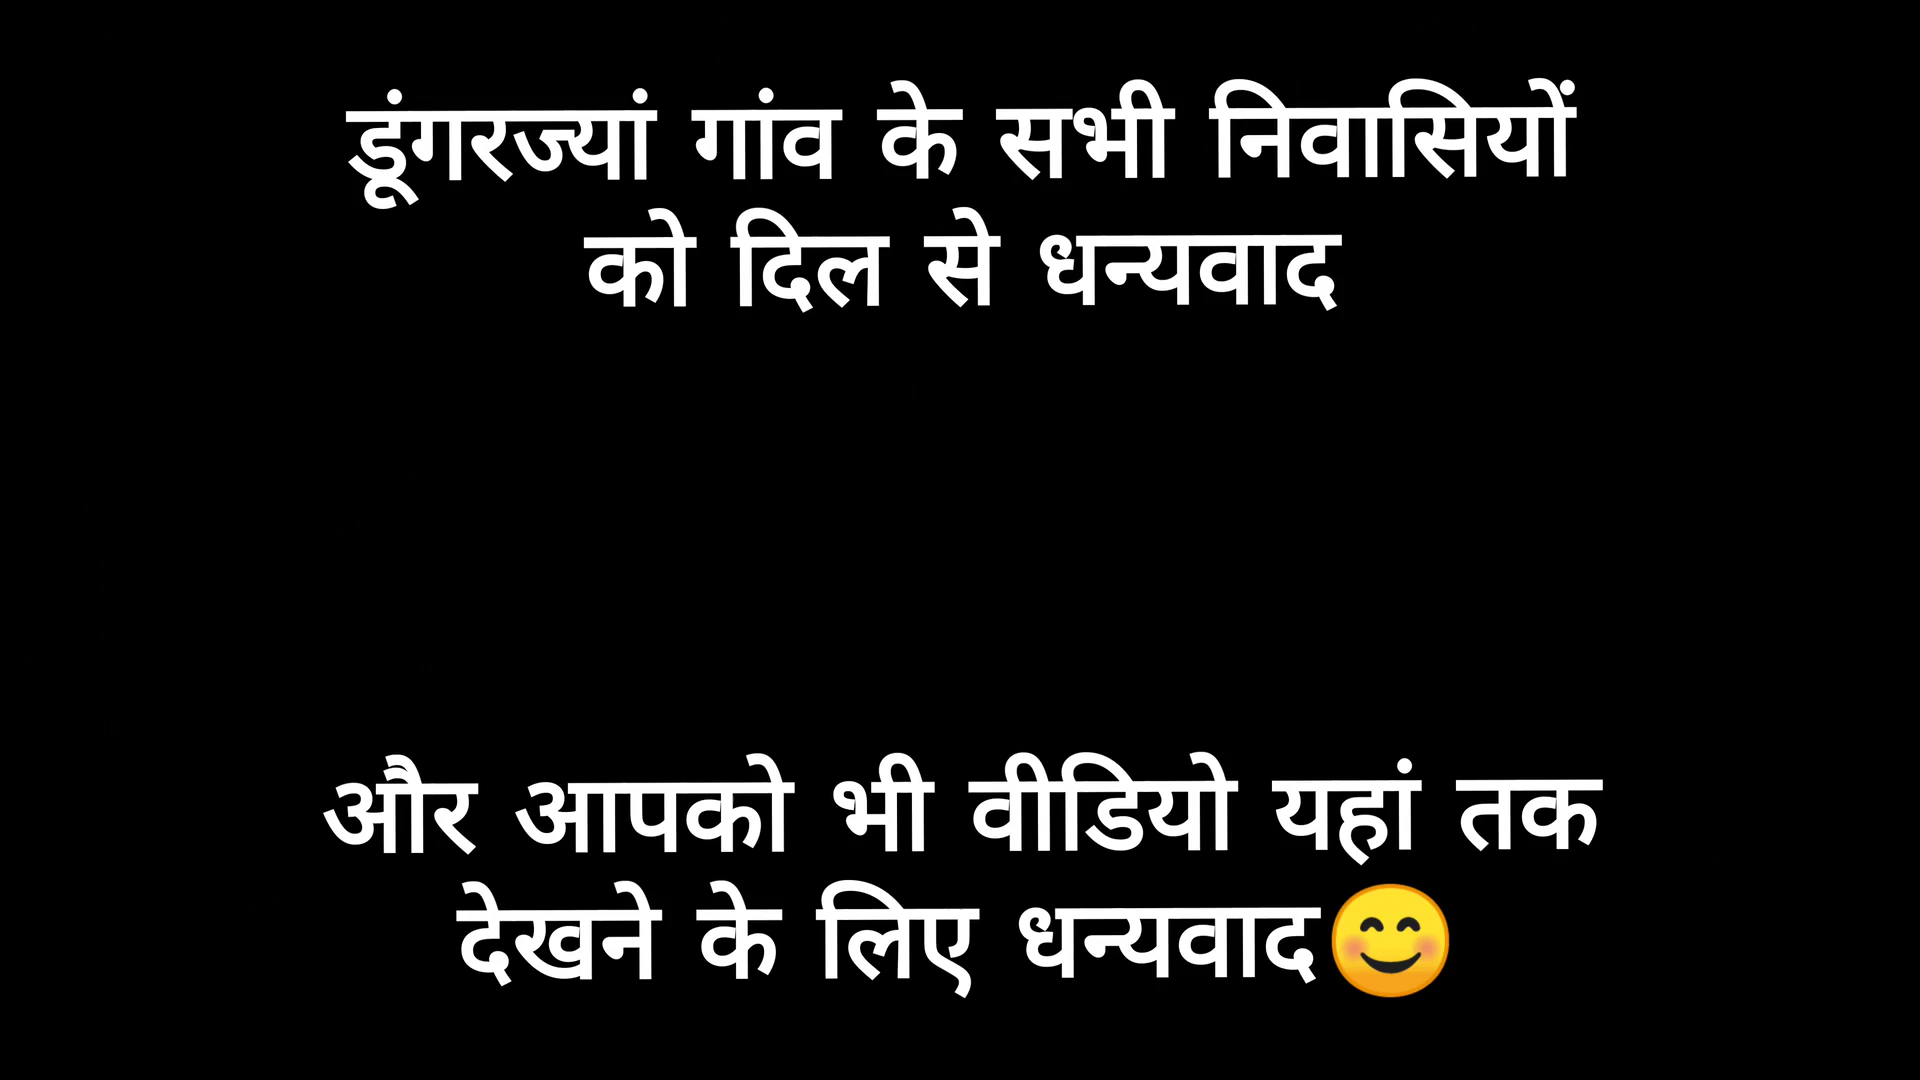 डूंगरज्यां गांव के सभी निवासियों
को दिल से धन्यवाद
और आपको भी वीडियो यहां तक
देखने के लिए धन्यवाद😊